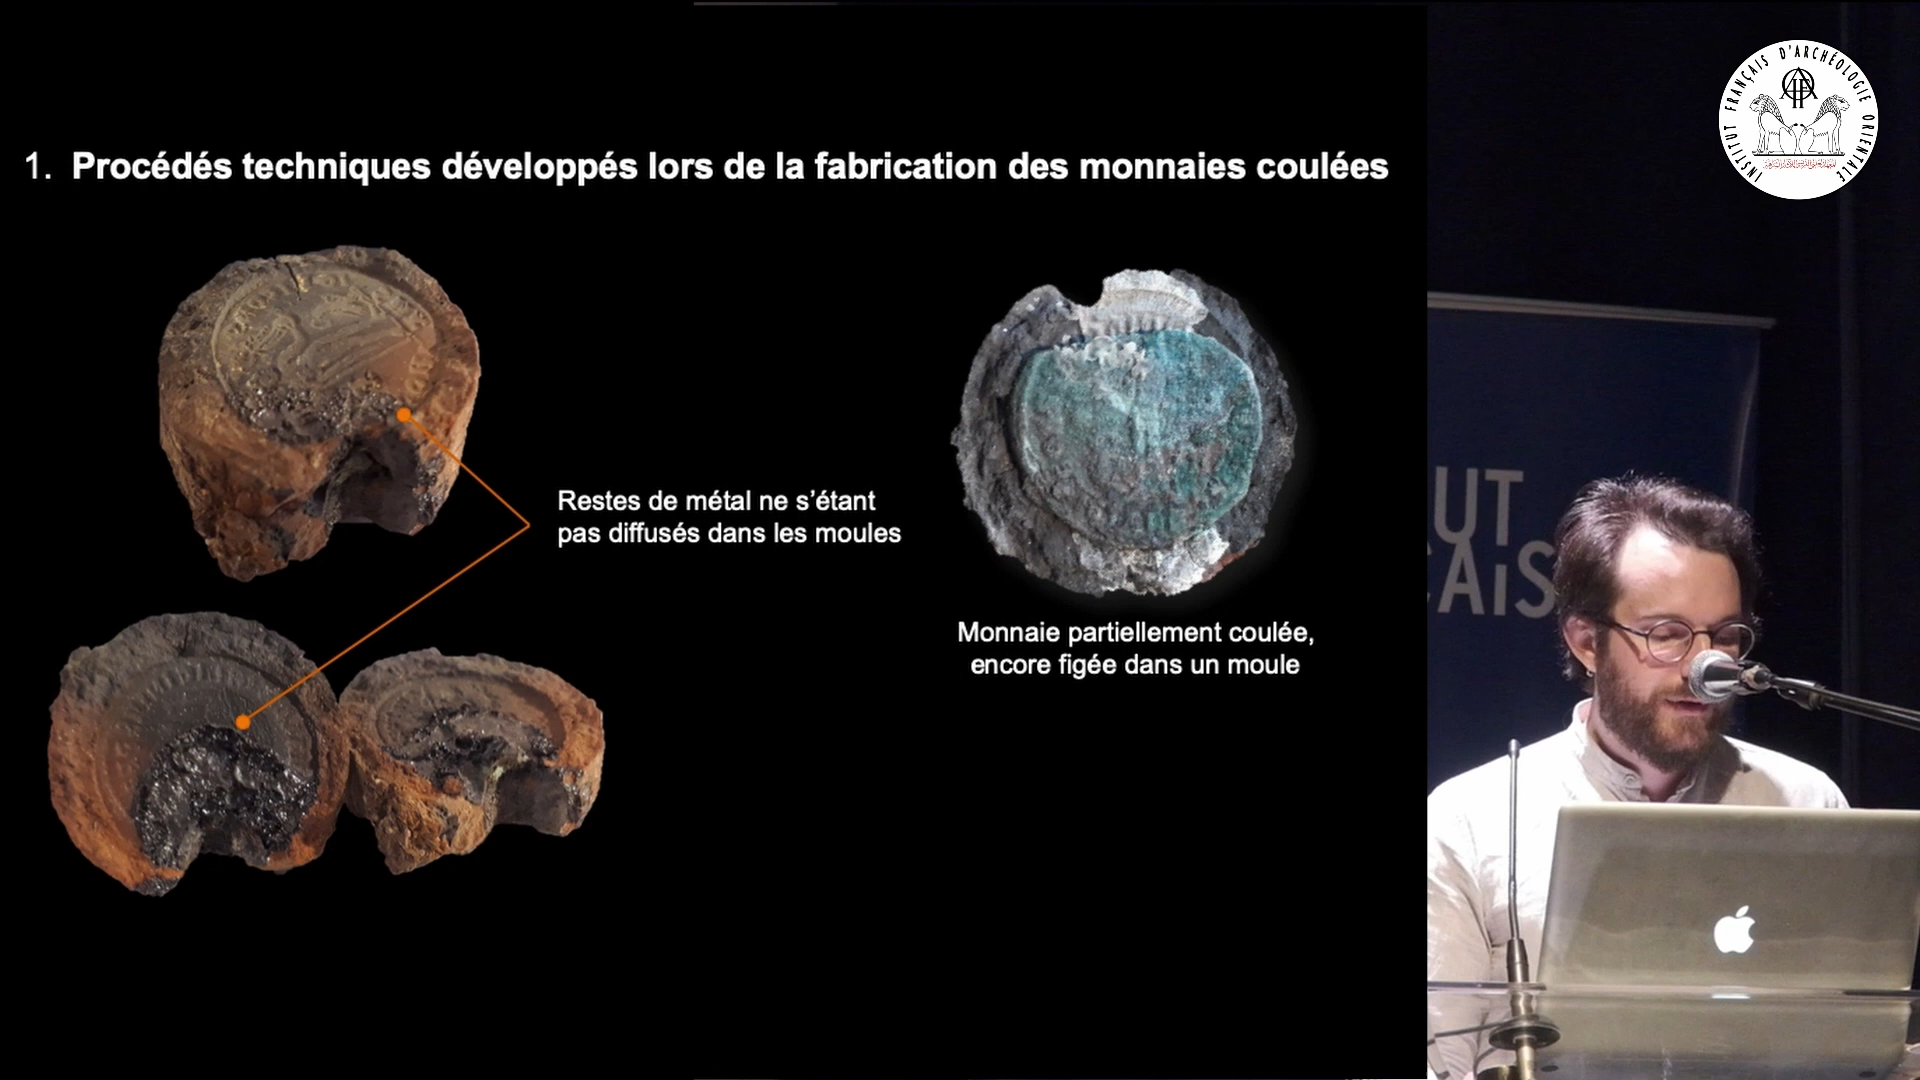 1. Procédés techniques développés lors de la fabrication des monnaies coulées
Restes de métal ne s’étant
pas diffusés dans les moules
Monnaie partiellement coulée,
encore figée dans un moule
INSTITUT FRANÇAIS D'ARCHÉOLOGIE ORIENTALE
UT
ÇAIS